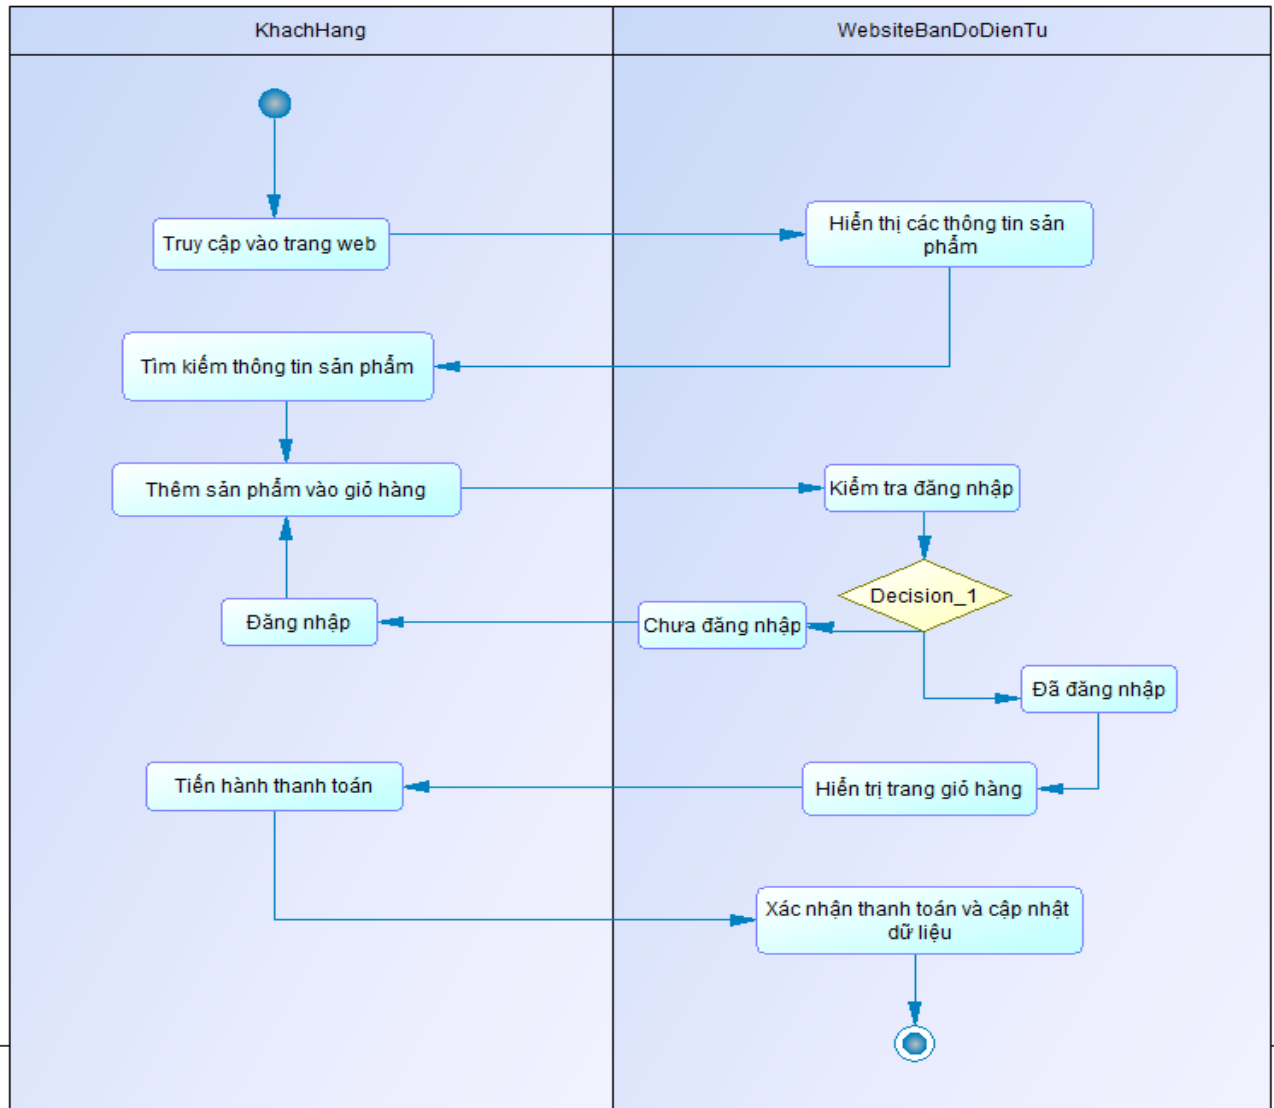 KhachHang
WebsiteBanDoDienTu
Truy cập vào trang web
Hiển thị các thông tin sản
phẩm
Tìm kiếm thông tin sản phẩm
Thêm sản phẩm vào giỏ hàng
Kiểm tra đăng nhập
Decision_1
Đăng nhập
Chưa đăng nhập
Đã đăng nhập
Tiến hành thanh toán
Hiển trị trang giỏ hàng
Xác nhận thanh toán và cập nhật
dữ liệu